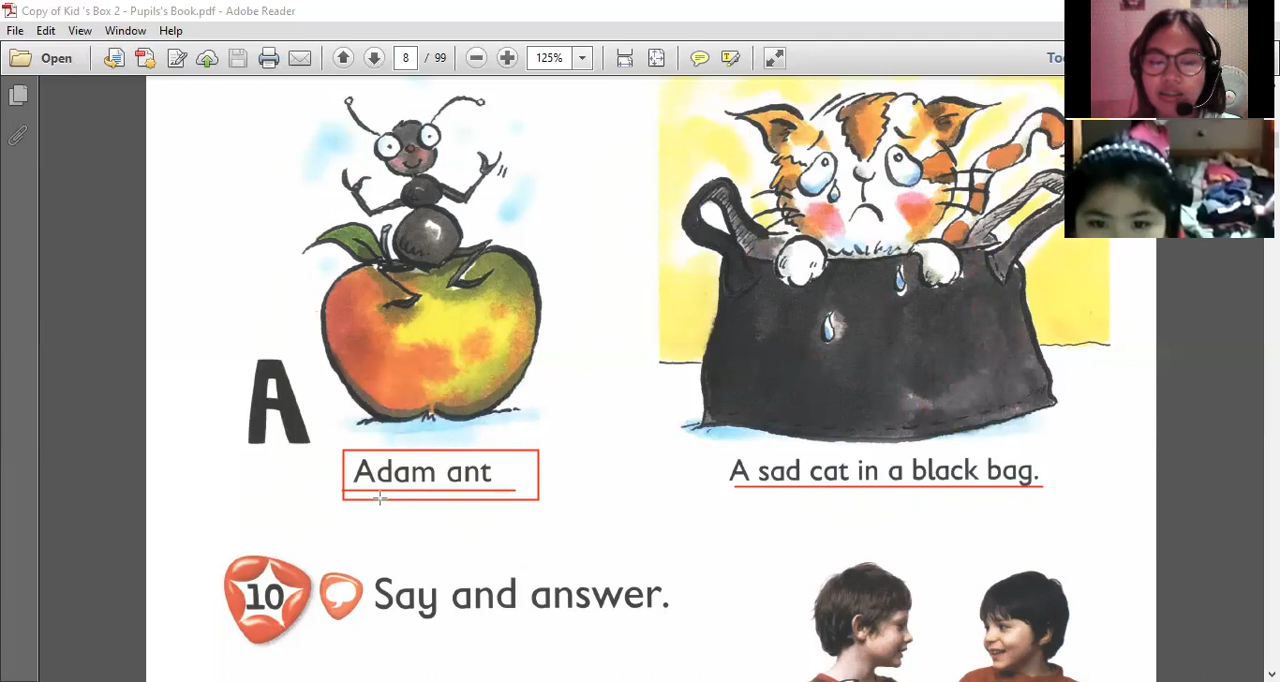 Copy of Kid 's Box 2 - Pupils's Book.pdf - Adobe Reader
File Edit View Window Help
Open 8 / 99 125%
A
Adam ant
A sad cat in a black bag.
10 Say and answer.